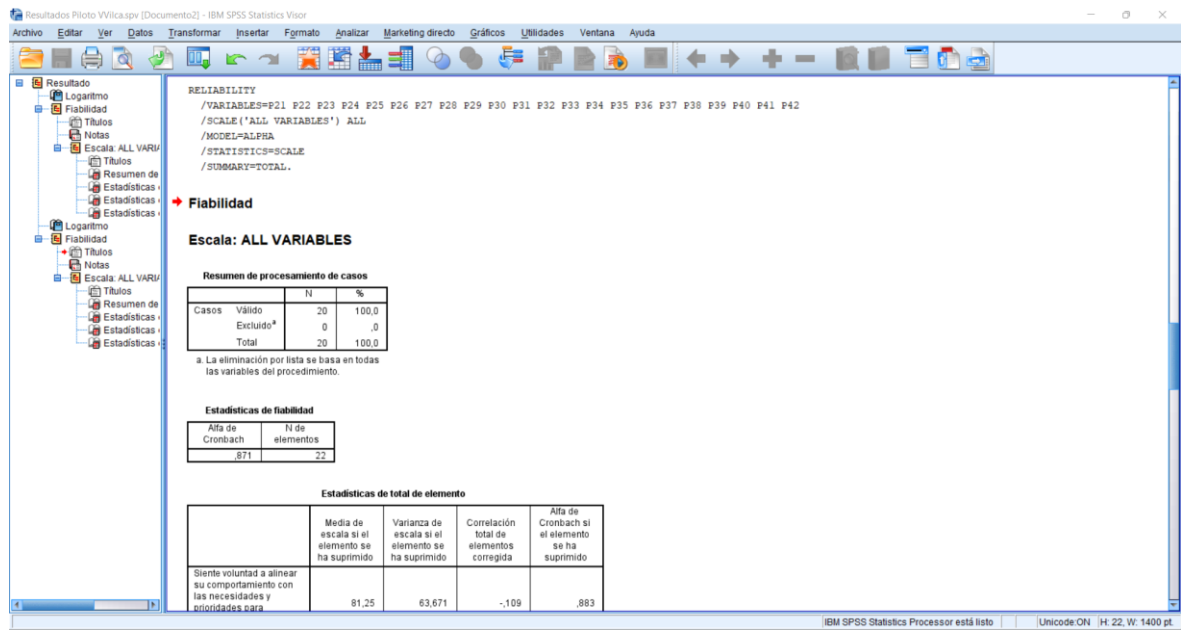 Resultados Piloto VVilca.spv [Documento2] - IBM SPSS Statistics Visor
Archivo Editar Ver Datos Transformar Insertar Formato Analizar Marketing directo Gráficos Utilidades Ventana Ayuda
Resultado
Logaritmo
Fiabilidad
Títulos
Notas
Escala: ALL VARIA
Títulos
Resumen de
Estadísticas
Estadísticas
Estadísticas
Logaritmo
Fiabilidad
Títulos
Notas
Escala: ALL VARIA
Títulos
Resumen de
Estadísticas
Estadísticas
Estadísticas
RELIABILITY
/VARIABLES=P21 P22 P23 P24 P25 P26 P27 P28 P29 P30 P31 P32 P33 P34 P35 P36 P37 P38 P39 P40 P41 P42
/SCALE('ALL VARIABLES') ALL
/MODEL=ALPHA
/STATISTICS=SCALE
/SUMMARY=TOTAL.
Fiabilidad
Escala: ALL VARIABLES
Resumen de procesamiento de casos
N %
Casos Válido 20 100,0
Excluidoª 0 ,0
Total 20 100,0
a. La eliminación por lista se basa en todas
las variables del procedimiento.
Estadísticas de fiabilidad
Alfa de Cronbach N de elementos
,871 22
Estadísticas de total de elemento
Media de escala si el elemento se ha suprimido Varianza de escala si el elemento se ha suprimido Correlación total de elementos corregida Alfa de Cronbach si el elemento se ha suprimido
Siente voluntad a alinear
su comportamiento con
las necesidades y
prioridades para 81,25 63,671 -,109 ,883
IBM SPSS Statistics Processor está listo Unicode:ON H: 22, W: 1400 pt.